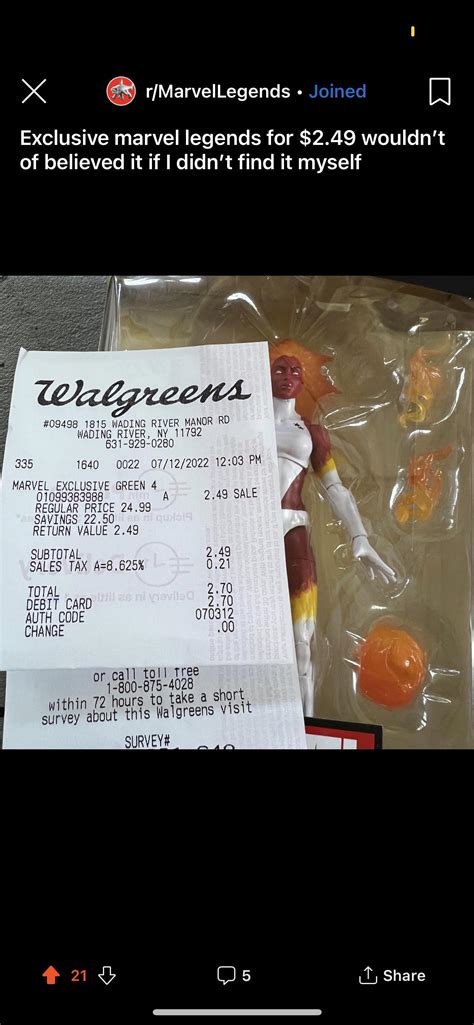 r/MarvelLegends • Joined
Exclusive marvel legends for $2.49 wouldn't
of believed it if I didn't find it myself
Walgreens
#09498 1815 WADING RIVER MANOR RD
WADING RIVER, NY 11792
631-929-0280
335 1640 0022 07/12/2022 12:03 PM
MARVEL EXCLUSIVE GREEN 4
01099383988 A 2.49 SALE
REGULAR PRICE 24.99
SAVINGS 22.50
RETURN VALUE 2.49
SUBTOTAL 2.49
SALES TAX A=8.625% 0.21
TOTAL 2.70
DEBIT CARD 2.70
AUTH CODE 070312
CHANGE .00
or call toll free
1-800-875-4028
within 72 hours to take a short
survey about this Walgreens visit
SURVEY#
21
5
Share